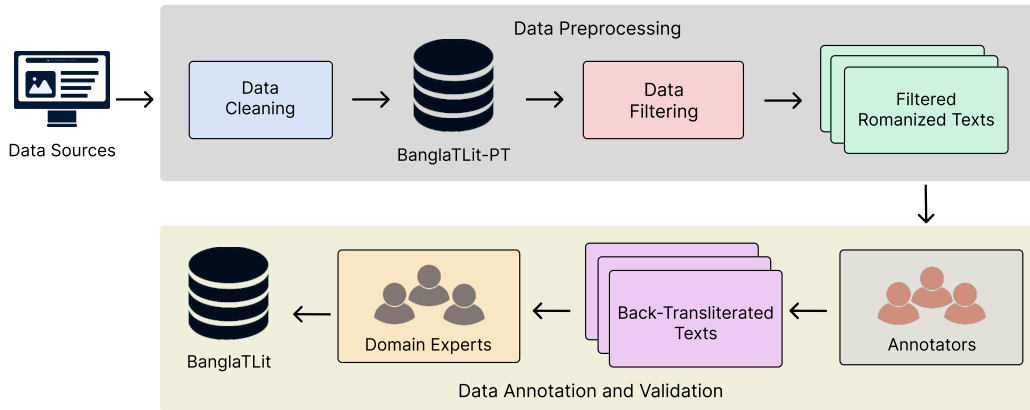 Data Preprocessing
Data Sources
Data
Cleaning
BanglaTLit-PT
Data
Filtering
Filtered
Romanized Texts
Annotators
Back-Transliterated
Texts
Domain Experts
BanglaTLit
Data Annotation and Validation